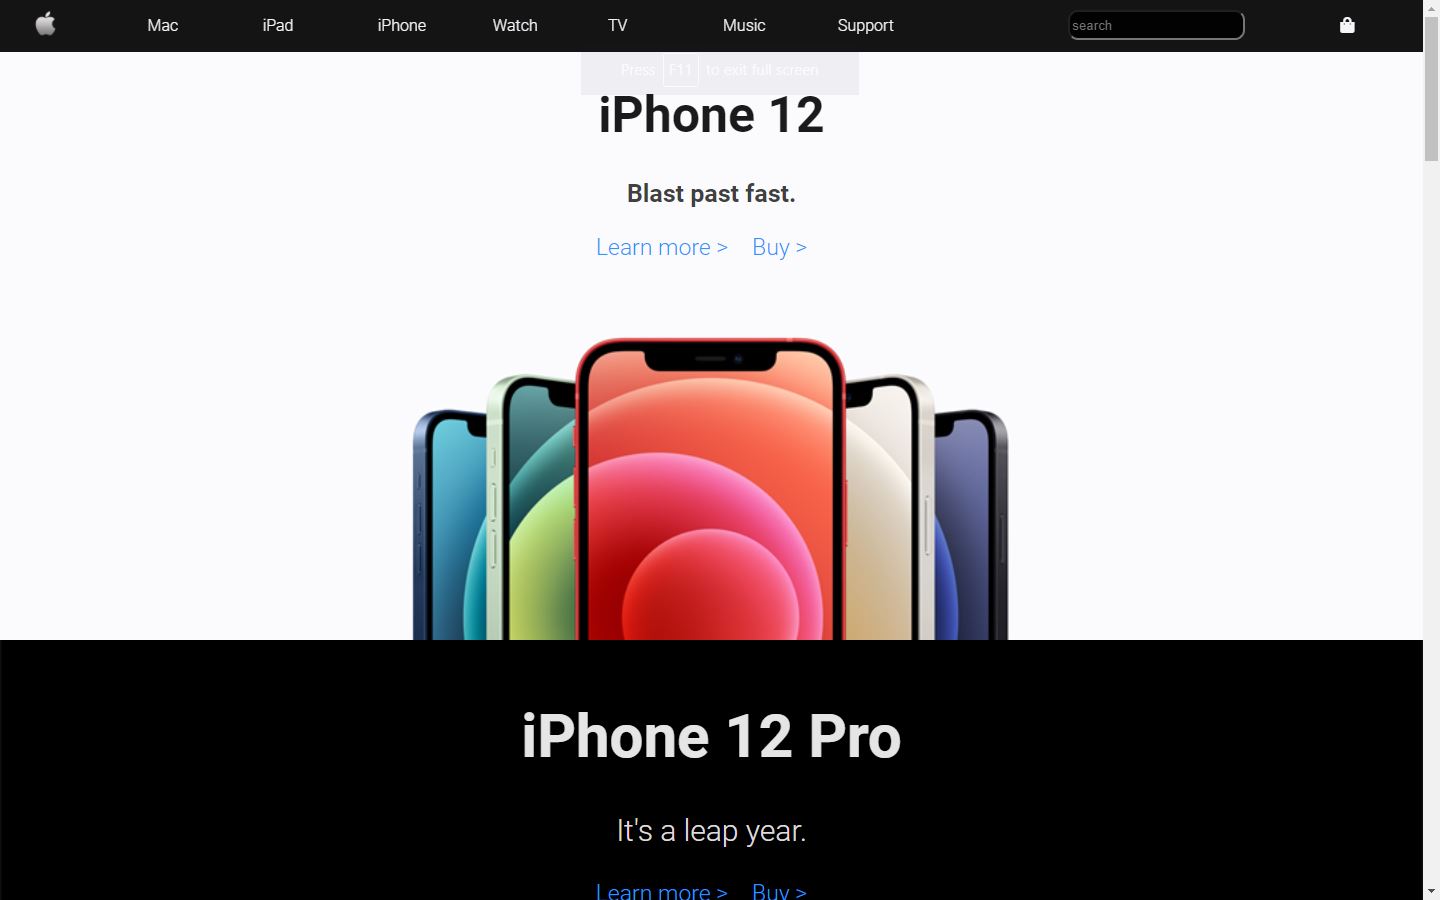 Mac iPad iPhone Watch TV Music Support search
Press F11 to exit full screen
iPhone 12
Blast past fast.
Learn more > Buy >
iPhone 12 Pro
It's a leap year.
Learn more > Buy >